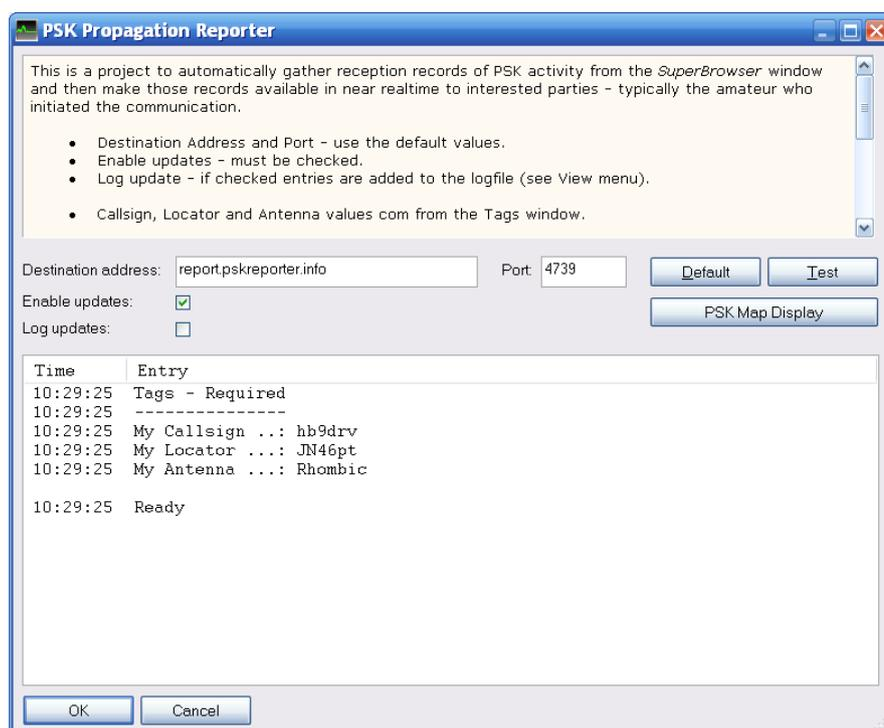 PSK Propagation Reporter
This is a project to automatically gather reception records of PSK activity from the SuperBrowser window
and then make those records available in near realtime to interested parties - typically the amateur who
initiated the communication.
• Destination Address and Port - use the default values.
• Enable updates - must be checked.
• Log update - if checked entries are added to the logfile (see View menu).
• Callsign, Locator and Antenna values com from the Tags window.
Destination address: report.pskreporter.info Port: 4739 Default Test
Enable updates:
PSK Map Display
Log updates:
Time Entry
10:29:25 Tags - Required
10:29:25 ---------------
10:29:25 My Callsign ..: hb9drv
10:29:25 My Locator ...: JN46pt
10:29:25 My Antenna ...: Rhombic
10:29:25 Ready
OK Cancel